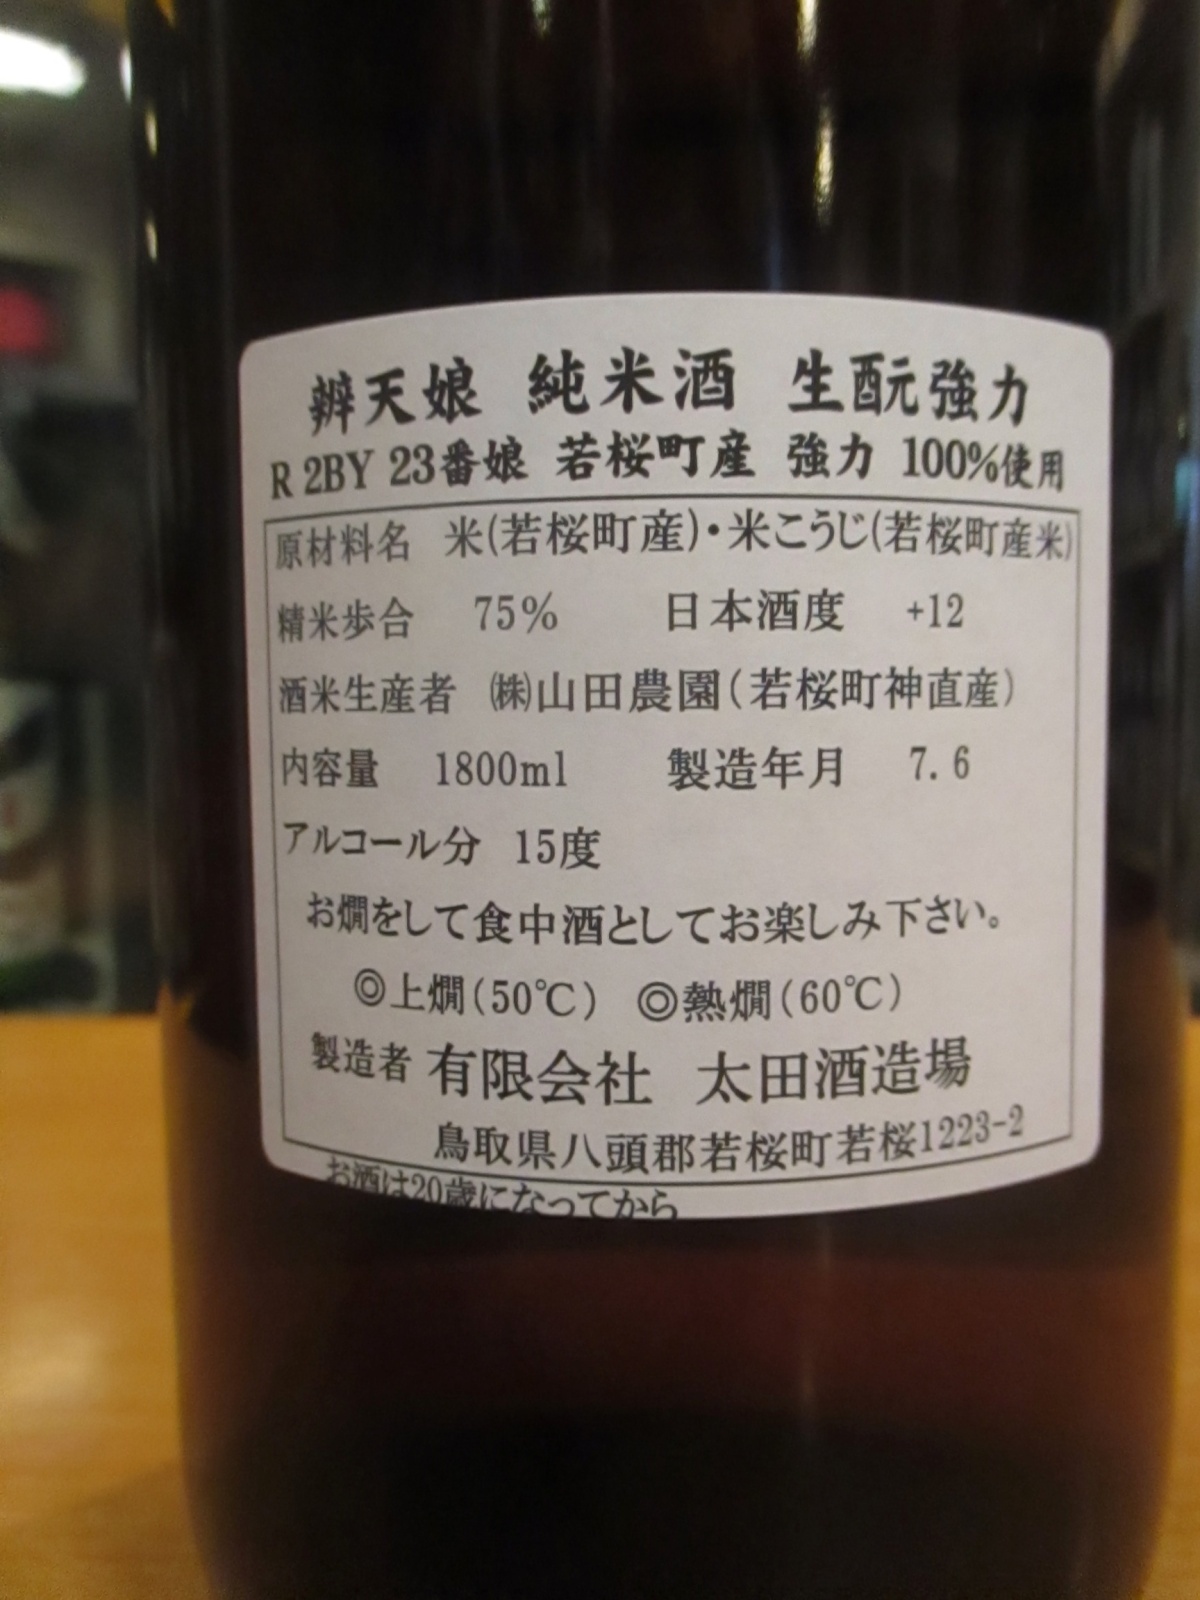 辨天娘 純米酒 生酛強力
R 2BY 23番娘 若桜町産 強力 100%使用
原材料名 米(若桜町産)・米こうじ(若桜町産米)
精米歩合 75% 日本酒度 +12
酒米生産者 ㈱山田農園(若桜町神直産)
内容量 1800ml 製造年月 7.6
アルコール分 15度
お燗をして食中酒としてお楽しみ下さい。
◎上燗(50℃) ◎熱燗(60℃)
製造者 有限会社 太田酒造場
鳥取県八頭郡若桜町若桜1223-2
お酒は20歳になってから